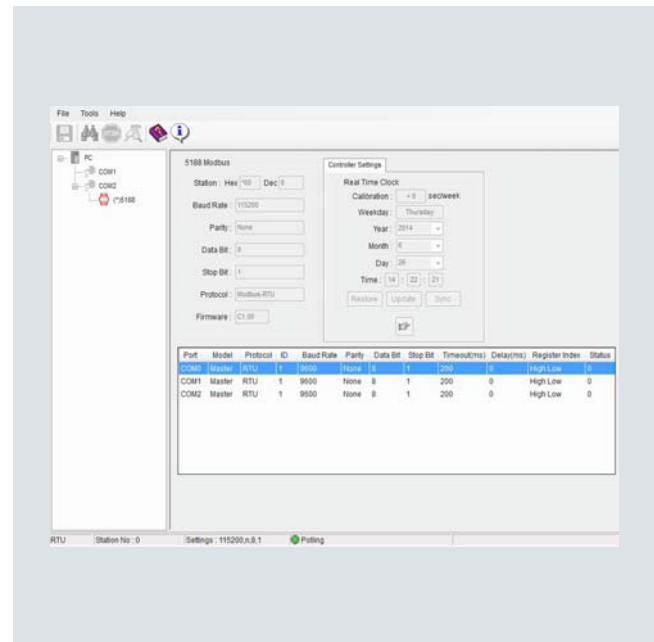 File Tools Help
PC
COM1
COM2
(*)5188
5188 Modbus
Station : Hex *00 Dec 0
Baud Rate : 115200
Parity : None
Data Bit : 8
Stop Bit : 1
Protocol : Modbus-RTU
Firmware : C1.00
Controller Settings
Real Time Clock
Calibration : + 0 sec/week
Weekday : Thursday
Year : 2014
Month : 6
Day : 26
Time : 14 : 22 : 21
Restore Update Sync
Port Model Protocol ID Baud Rate Parity Data Bit Stop Bit Timeout(ms) Delay(ms) Register Index Status
COM0 Master RTU 1 9600 None 8 1 200 0 High Low 0
COM1 Master RTU 1 9600 None 8 1 200 0 High Low 0
COM2 Master RTU 1 9600 None 8 1 200 0 High Low 0
RTU Station No : 0 Settings : 115200,n,8,1 Polling